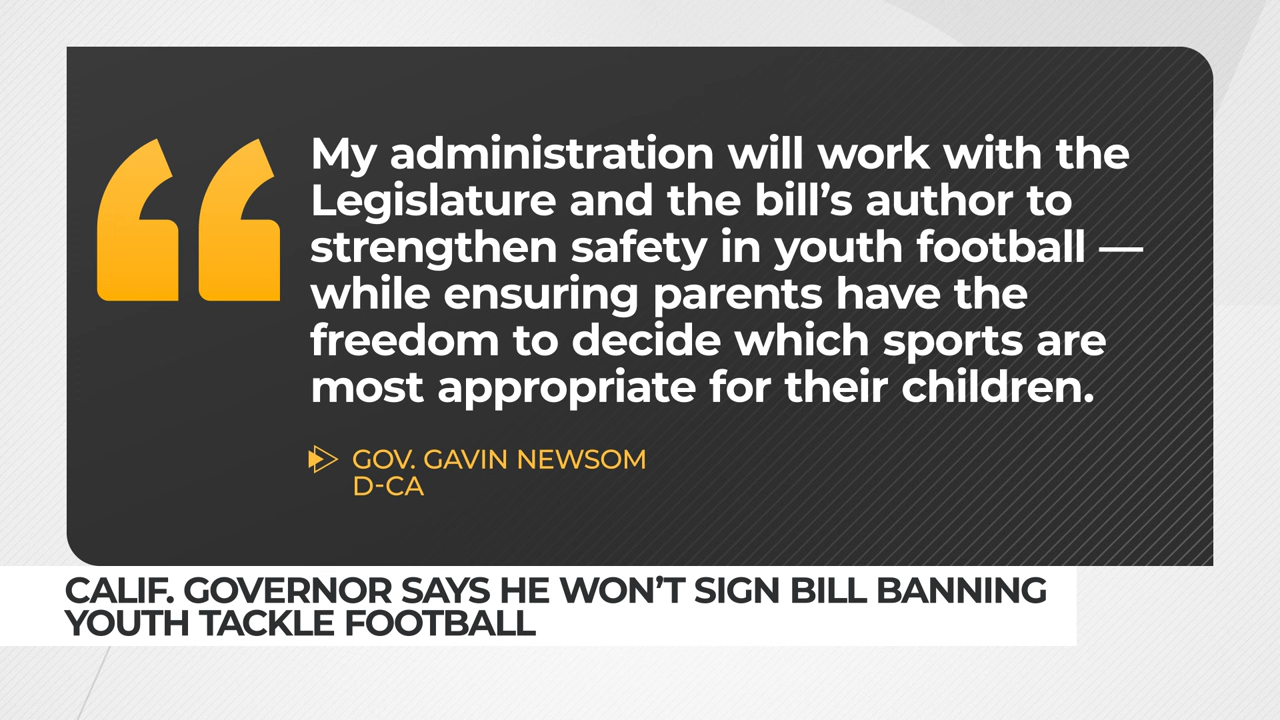 My administration will work with the
Legislature and the bill’s author to
strengthen safety in youth football —
while ensuring parents have the
freedom to decide which sports are
most appropriate for their children.
GOV. GAVIN NEWSOM
D-CA
CALIF. GOVERNOR SAYS HE WON’T SIGN BILL BANNING
YOUTH TACKLE FOOTBALL